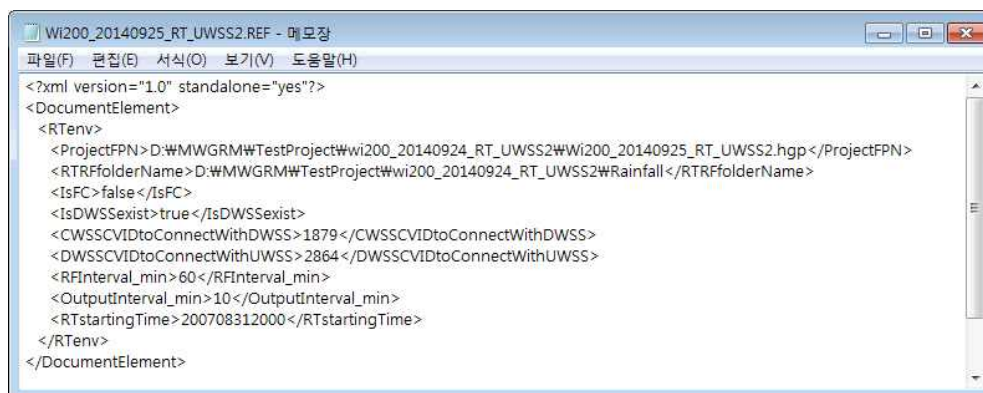 Wi200_20140925_RT_UWSS2.REF - 메모장
파일(F) 편집(E) 서식(O) 보기(V) 도움말(H)
<?xml version="1.0" standalone="yes"?>
<DocumentElement>
<RTenv>
<ProjectFPN>D:₩MWGRM₩TestProject₩wi200_20140924_RT_UWSS2₩Wi200_20140925_RT_UWSS2.hgp</ProjectFPN>
<RTRFfolderName>D:₩MWGRM₩TestProject₩wi200_20140924_RT_UWSS2₩Rainfall</RTRFfolderName>
<IsFC>false</IsFC>
<IsDWSSexist>true</IsDWSSexist>
<CWSSCVIDtoConnectWithDWSS>1879</CWSSCVIDtoConnectWithDWSS>
<DWSSCVIDtoConnectWithUWSS>2864</DWSSCVIDtoConnectWithUWSS>
<RFInterval_min>60</RFInterval_min>
<OutputInterval_min>10</OutputInterval_min>
<RTstartingTime>200708312000</RTstartingTime>
</RTenv>
</DocumentElement>